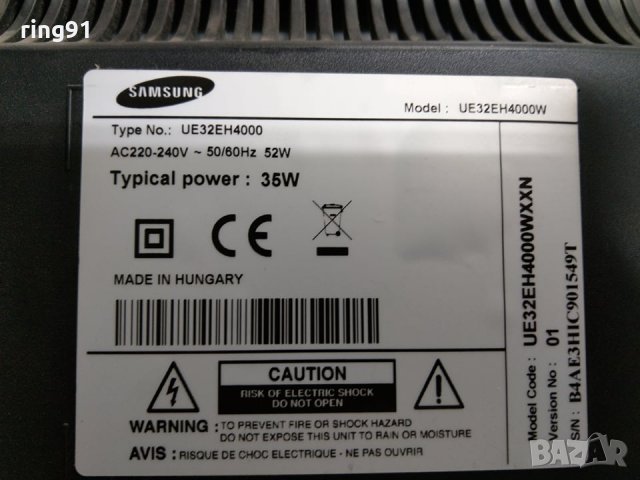 ring91
SAMSUNG
Model : UE32EH4000W
Type No.: UE32EH4000
AC220-240V ~ 50/60Hz 52W
Typical power : 35W
CE
MADE IN HUNGARY
CAUTION
RISK OF ELECTRIC SHOCK
DO NOT OPEN
WARNING : TO PREVENT FIRE OR SHOCK HAZARD
DO NOT EXPOSE THIS UNIT TO RAIN OR MOISTURE
AVIS : RISQUE DE CHOC ELECTRIQUE - NE PAS OUVRIR
Model Code : UE32EH4000WXXN
Version No : 01
S/N : B4AE3HIC901549T
BAZAR